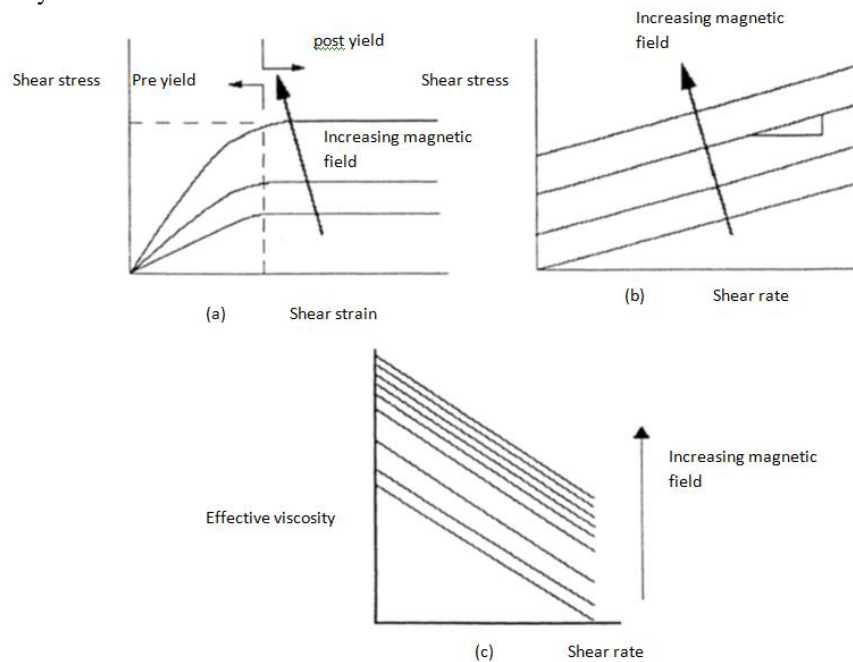 post yield
Shear stress
Pre yield
Increasing magnetic
field
(a)
Shear strain
Increasing magnetic
field
Shear stress
(b)
Shear rate
Effective viscosity
Increasing magnetic
field
(c)
Shear rate